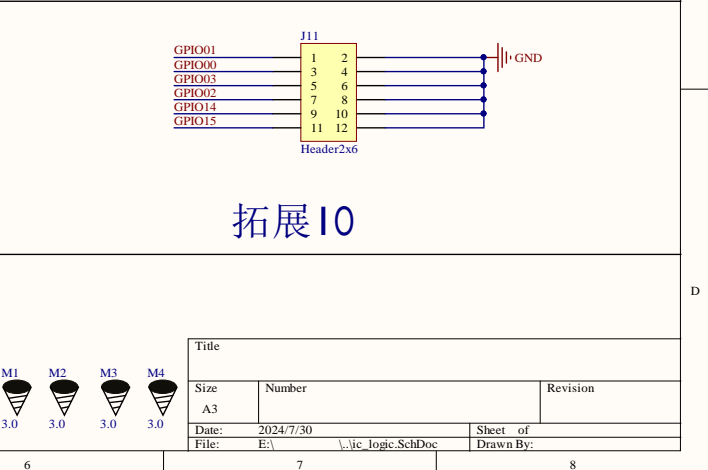 J11
GPIO01 1 2 GND
GPIO00 3 4
GPIO03 5 6
GPIO02 7 8
GPIO14 9 10
GPIO15 11 12
Header2x6
拓展IO
D
Title
M1 M2 M3 M4
Size Number Revision
A3
3.0 3.0 3.0 3.0
Date: 2024/7/30 Sheet of
File: E:\ \..\ic_logic.SchDoc Drawn By:
6 7 8